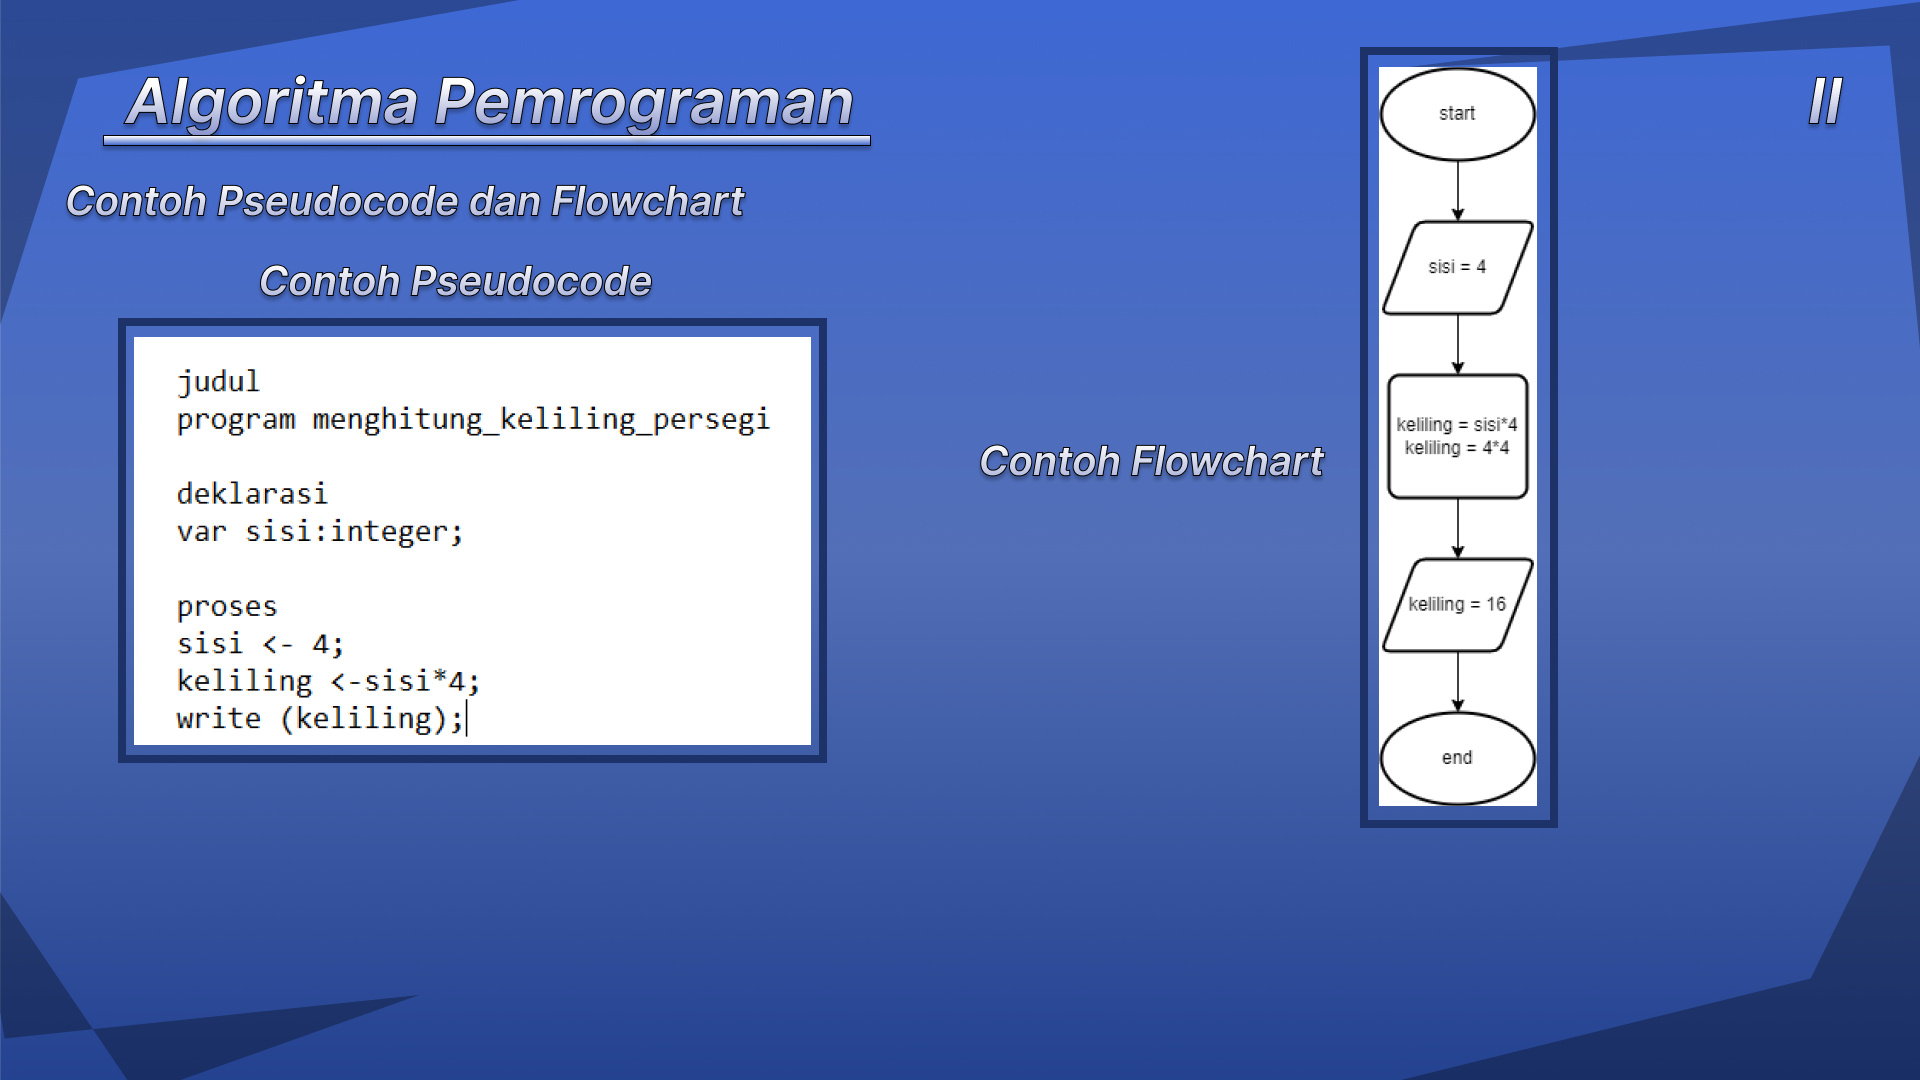 Algoritma Pemrograman
II
Contoh Pseudocode dan Flowchart
Contoh Pseudocode
judul
program menghitung_keliling_persegi
deklarasi
var sisi:integer;
proses
sisi <- 4;
keliling <-sisi*4;
write (keliling);
Contoh Flowchart
start
sisi = 4
keliling = sisi*4
keliling = 4*4
keliling = 16
end